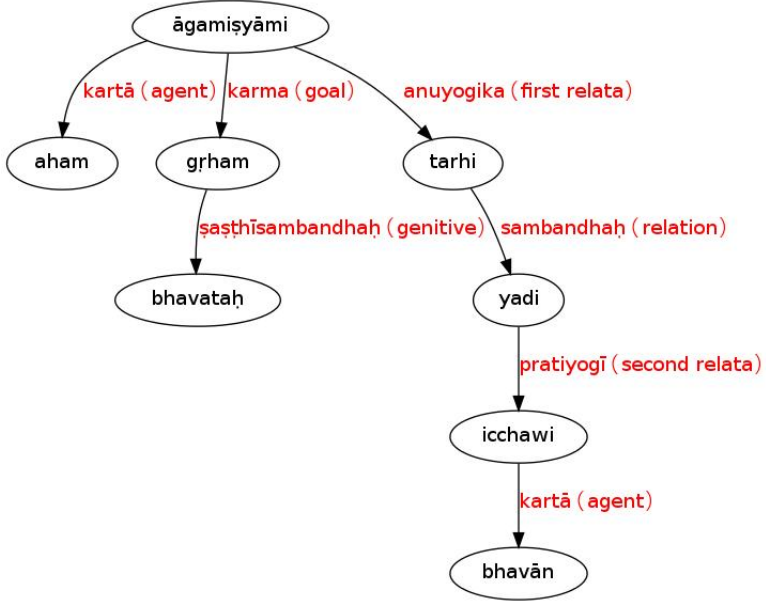 āgamiṣyāmi
kartā (agent) karma (goal) anuyogika (first relata)
aham gṛham tarhi
ṣaṣṭhīsambandhaḥ (genitive) sambandhaḥ (relation)
bhavataḥ yadi
pratiyogī (second relata)
icchawi
kartā (agent)
bhavān